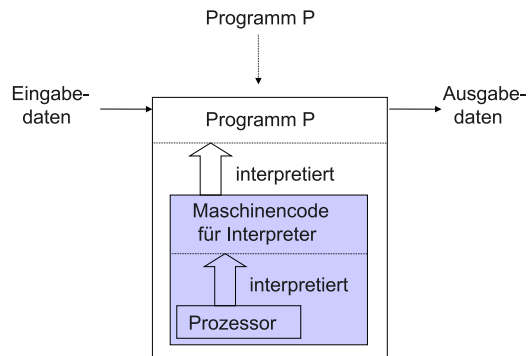 Programm P
Eingabe-
daten
Programm P
Ausgabe-
daten
interpretiert
Maschinencode
für Interpreter
interpretiert
Prozessor